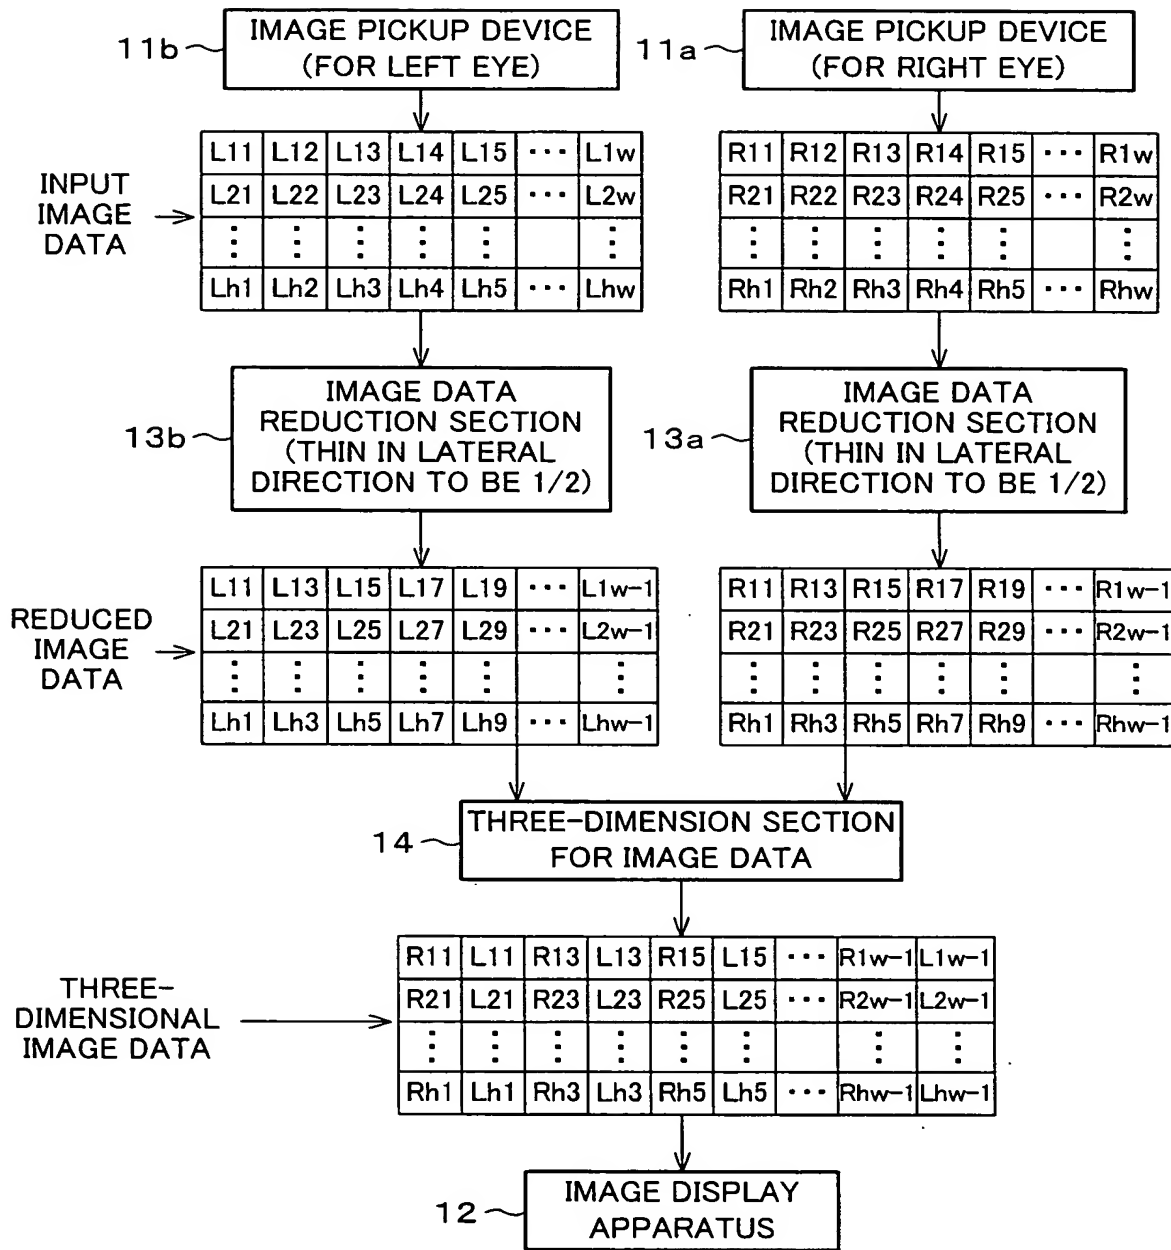 11b
IMAGE PICKUP DEVICE
(FOR LEFT EYE)
11a
IMAGE PICKUP DEVICE
(FOR RIGHT EYE)
INPUT
IMAGE
DATA
L11 L12 L13 L14 L15 ··· L1w
L21 L22 L23 L24 L25 ··· L2w
⋮ ⋮ ⋮ ⋮ ⋮ ⋮
Lh1 Lh2 Lh3 Lh4 Lh5 ··· Lhw
R11 R12 R13 R14 R15 ··· R1w
R21 R22 R23 R24 R25 ··· R2w
⋮ ⋮ ⋮ ⋮ ⋮ ⋮
Rh1 Rh2 Rh3 Rh4 Rh5 ··· Rhw
13b
IMAGE DATA
REDUCTION SECTION
(THIN IN LATERAL
DIRECTION TO BE 1/2)
13a
IMAGE DATA
REDUCTION SECTION
(THIN IN LATERAL
DIRECTION TO BE 1/2)
REDUCED
IMAGE
DATA
L11 L13 L15 L17 L19 ··· L1w-1
L21 L23 L25 L27 L29 ··· L2w-1
⋮ ⋮ ⋮ ⋮ ⋮ ⋮
Lh1 Lh3 Lh5 Lh7 Lh9 ··· Lhw-1
R11 R13 R15 R17 R19 ··· R1w-1
R21 R23 R25 R27 R29 ··· R2w-1
⋮ ⋮ ⋮ ⋮ ⋮ ⋮
Rh1 Rh3 Rh5 Rh7 Rh9 ··· Rhw-1
14
THREE-DIMENSION SECTION
FOR IMAGE DATA
THREE-
DIMENSIONAL
IMAGE DATA
R11 L11 R13 L13 R15 L15 ··· R1w-1 L1w-1
R21 L21 R23 L23 R25 L25 ··· R2w-1 L2w-1
⋮ ⋮ ⋮ ⋮ ⋮ ⋮ ⋮ ⋮
Rh1 Lh1 Rh3 Lh3 Rh5 Lh5 ··· Rhw-1 Lhw-1
12
IMAGE DISPLAY
APPARATUS